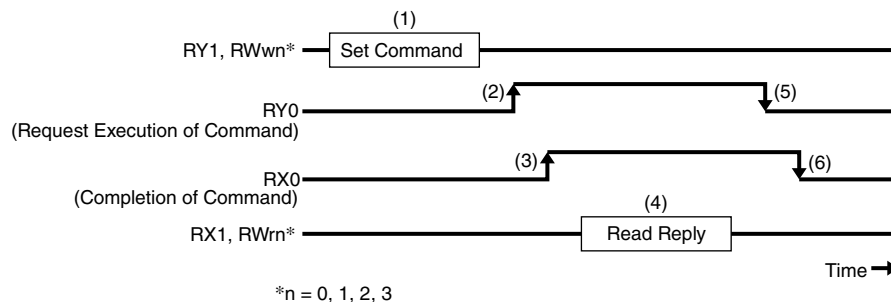 (1)
RY1, RWwn* Set Command
(2) (5)
RY0
(Request Execution of Command)
(3) (6)
RX0
(Completion of Command)
(4)
RX1, RWrn* Read Reply
Time
*n = 0, 1, 2, 3